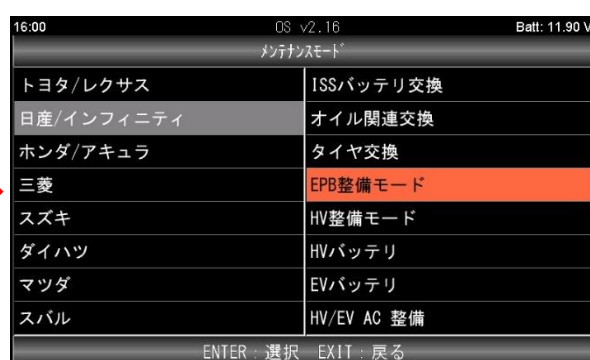 16:00 OS v2.16 Batt: 11.90 V
ﾒﾝﾃﾅﾝｽﾓｰﾄﾞ
トヨタ/レクサス
日産/インフィニティ
ホンダ/アキュラ
三菱
スズキ
ダイハツ
マツダ
スバル
ISSバッテリ交換
オイル関連交換
タイヤ交換
EPB整備モード
HV整備モード
HVバッテリ
EVバッテリ
HV/EV AC 整備
ENTER：選択 EXIT：戻る